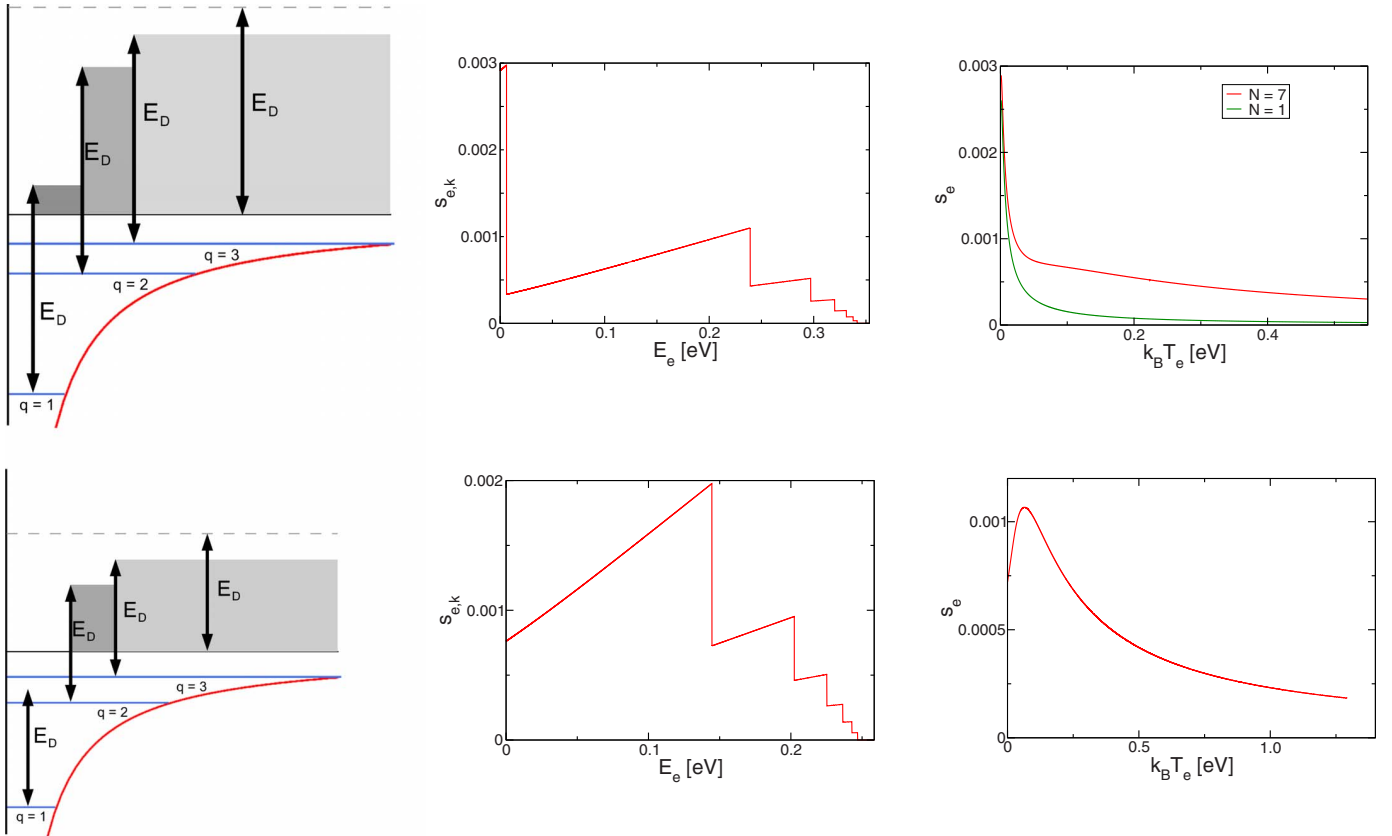 E_D
E_D
E_D
E_D
q = 3
q = 2
q = 1
0.003
0.002
0.001
0
s_e,k
0
0.1
0.2
0.3
E_e [eV]
0.003
0.002
0.001
0
s_e
N = 7
N = 1
0
0.2
0.4
k_BT_e [eV]
E_D
E_D
E_D
E_D
q = 3
q = 2
q = 1
0.002
0.001
0
s_e,k
0
0.1
0.2
E_e [eV]
0.001
0.0005
0
s_e
0
0.5
1.0
k_BT_e [eV]